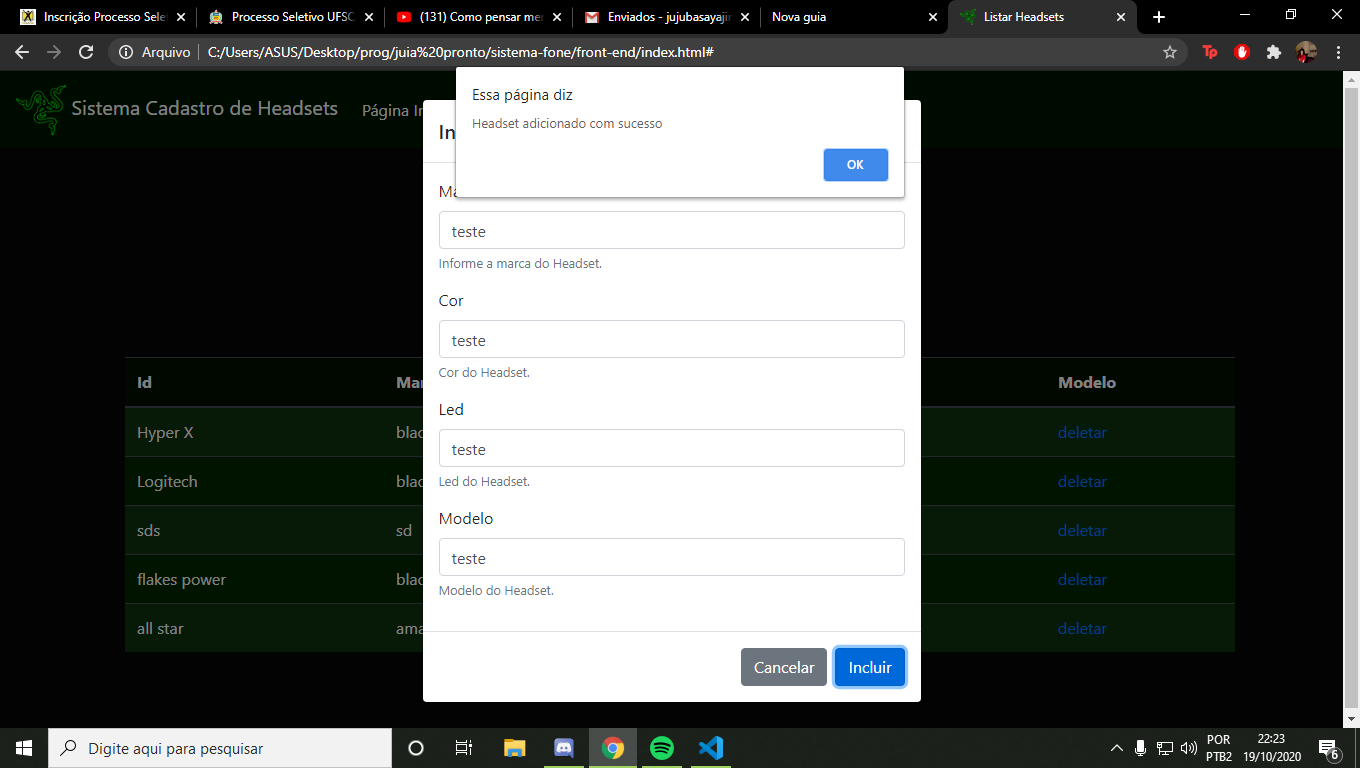 Inscrição Processo Sele
Processo Seletivo UFSC
(131) Como pensar me
Enviados - jujubasayaji
Nova guia
Listar Headsets
Arquivo
C:/Users/ASUS/Desktop/prog/juia%20pronto/sistema-fone/front-end/index.html#
Tp
Sistema Cadastro de Headsets
Página In
Essa página diz
Headset adicionado com sucesso
OK
In
Ma
teste
Informe a marca do Headset.
Cor
teste
Cor do Headset.
Led
teste
Led do Headset.
Modelo
teste
Modelo do Headset.
Cancelar
Incluir
Id
Mar
Modelo
Hyper X
blac
deletar
Logitech
blac
deletar
sds
sd
deletar
flakes power
blac
deletar
all star
ama
deletar
Digite aqui para pesquisar
POR
PTB2
22:23
19/10/2020
6